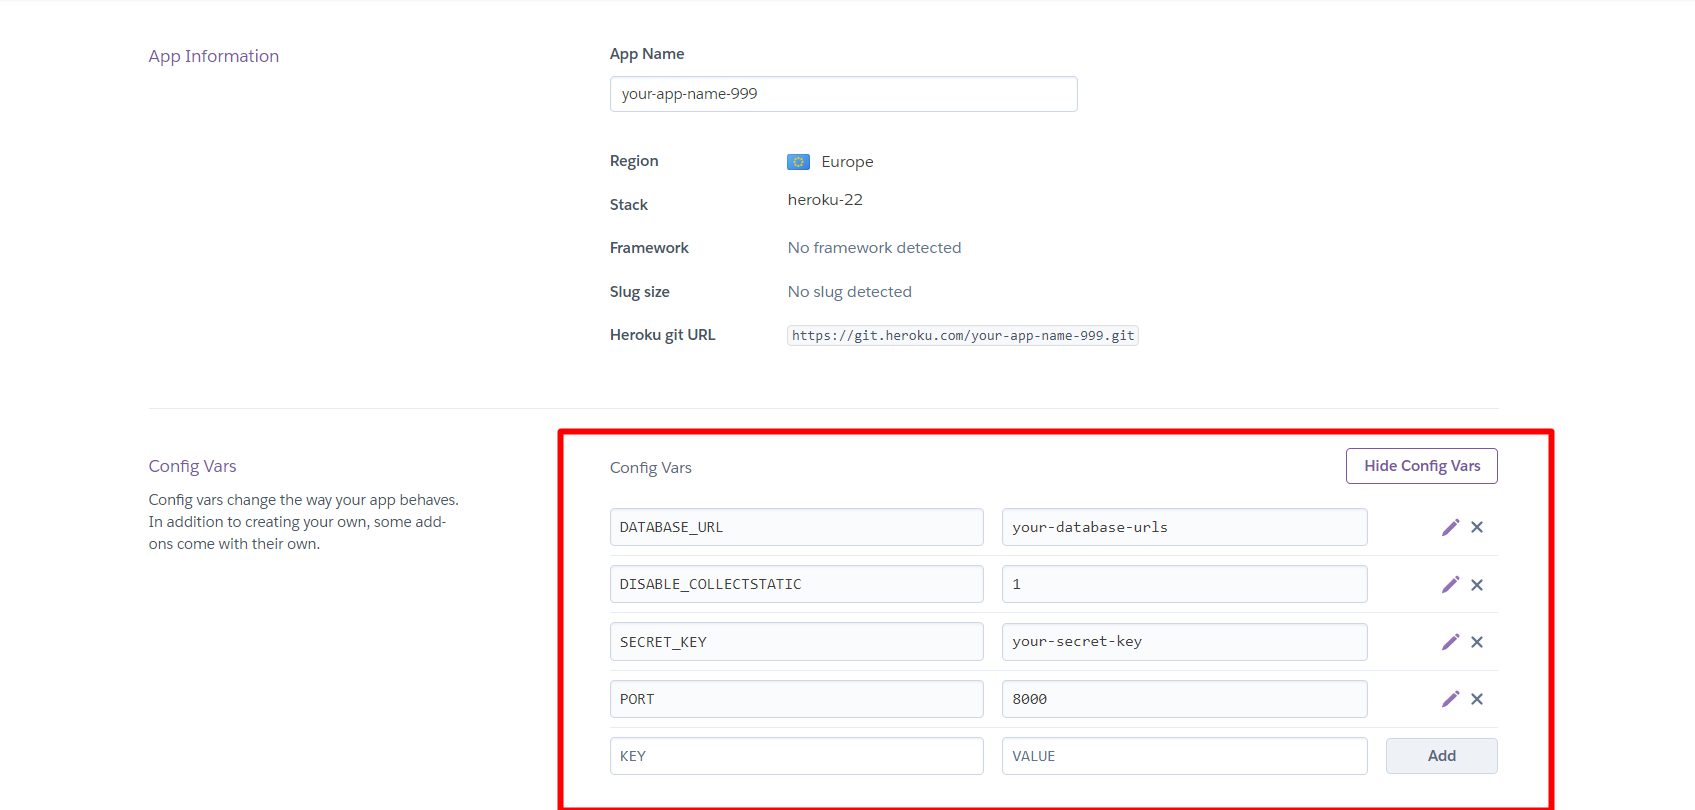 App Information
App Name
your-app-name-999
Region Europe
Stack heroku-22
Framework No framework detected
Slug size No slug detected
Heroku git URL https://git.heroku.com/your-app-name-999.git
Config Vars
Config vars change the way your app behaves.
In addition to creating your own, some add-
ons come with their own.
Config Vars Hide Config Vars
DATABASE_URL your-database-urls
DISABLE_COLLECTSTATIC 1
SECRET_KEY your-secret-key
PORT 8000
KEY VALUE Add